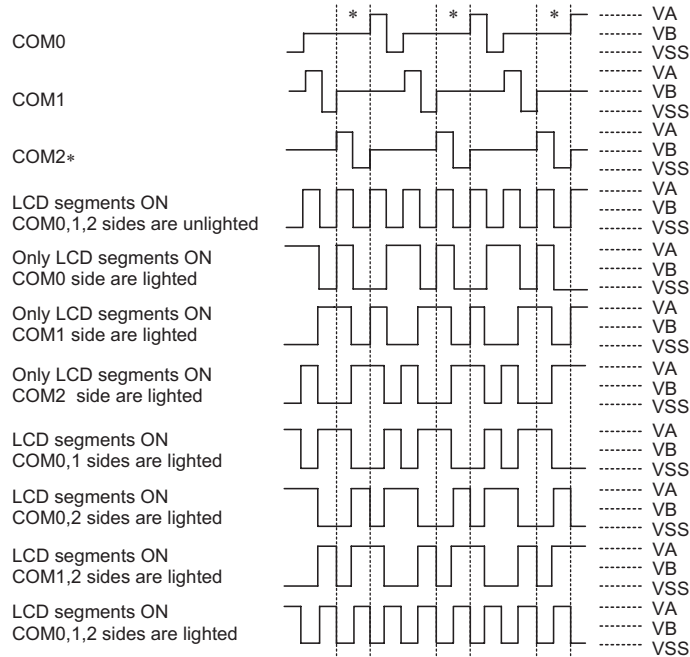 * * * VA
COM0 VB
VSS
VA
COM1 VB
VSS
VA
COM2* VB
VSS
LCD segments ON VA
COM0,1,2 sides are unlighted VB
VSS
Only LCD segments ON VA
COM0 side are lighted VB
VSS
Only LCD segments ON VA
COM1 side are lighted VB
VSS
Only LCD segments ON VA
COM2 side are lighted VB
VSS
LCD segments ON VA
COM0,1 sides are lighted VB
VSS
LCD segments ON VA
COM0,2 sides are lighted VB
VSS
LCD segments ON VA
COM1,2 sides are lighted VB
VSS
LCD segments ON VA
COM0,1,2 sides are lighted VB
VSS